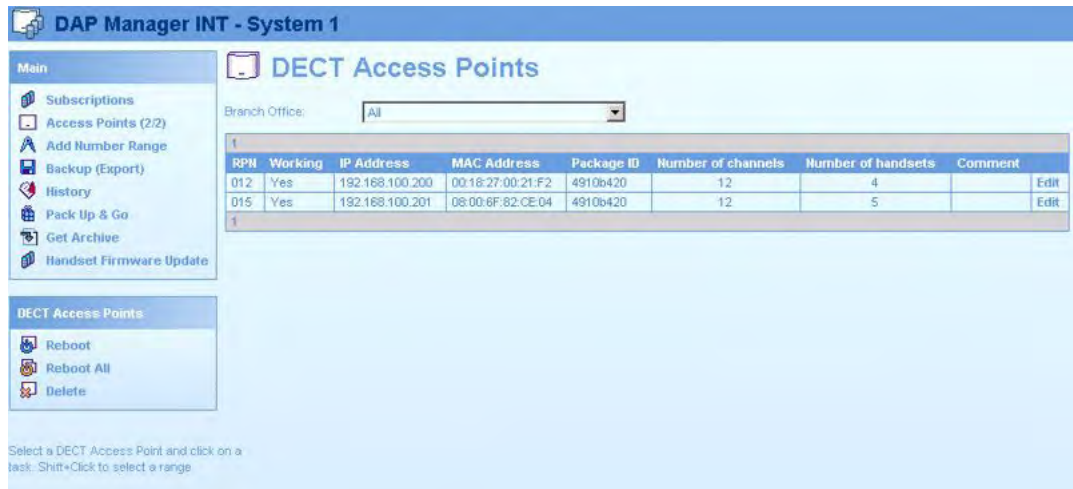 DAP Manager INT - System 1
Main
Subscriptions
Access Points (2/2)
Add Number Range
Backup (Export)
History
Pack Up & Go
Get Archive
Handset Firmware Update
DECT Access Points
Reboot
Reboot All
Delete
Select a DECT Access Point and click on a
task. Shift+Click to select a range
DECT Access Points
Branch Office: All
1
RPN Working IP Address MAC Address Package ID Number of channels Number of handsets Comment
012 Yes 192.168.100.200 00:18:27:00:21:F2 4910b420 12 4 Edit
015 Yes 192.168.100.201 08:00:6F:82:CE:04 4910b420 12 5 Edit
1